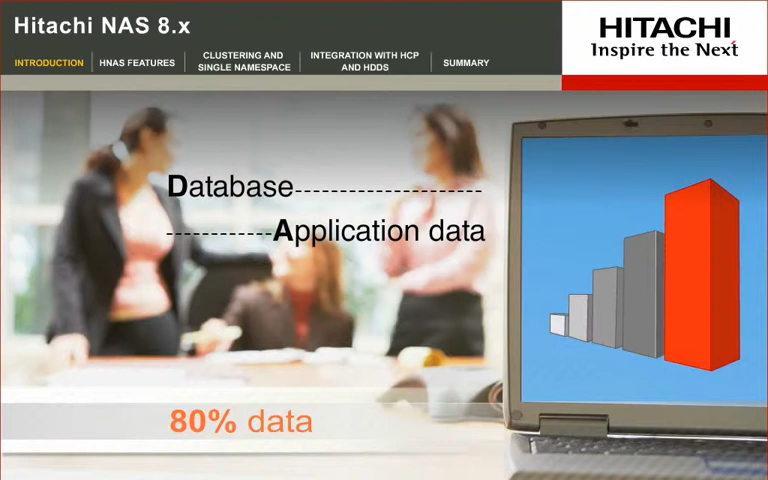 Hitachi NAS 8.x
HITACHI
Inspire the Next
INTRODUCTION
HNAS FEATURES
CLUSTERING AND
SINGLE NAMESPACE
INTEGRATION WITH HCP
AND HDDS
SUMMARY
Database---------------------
------------Application data
80% data